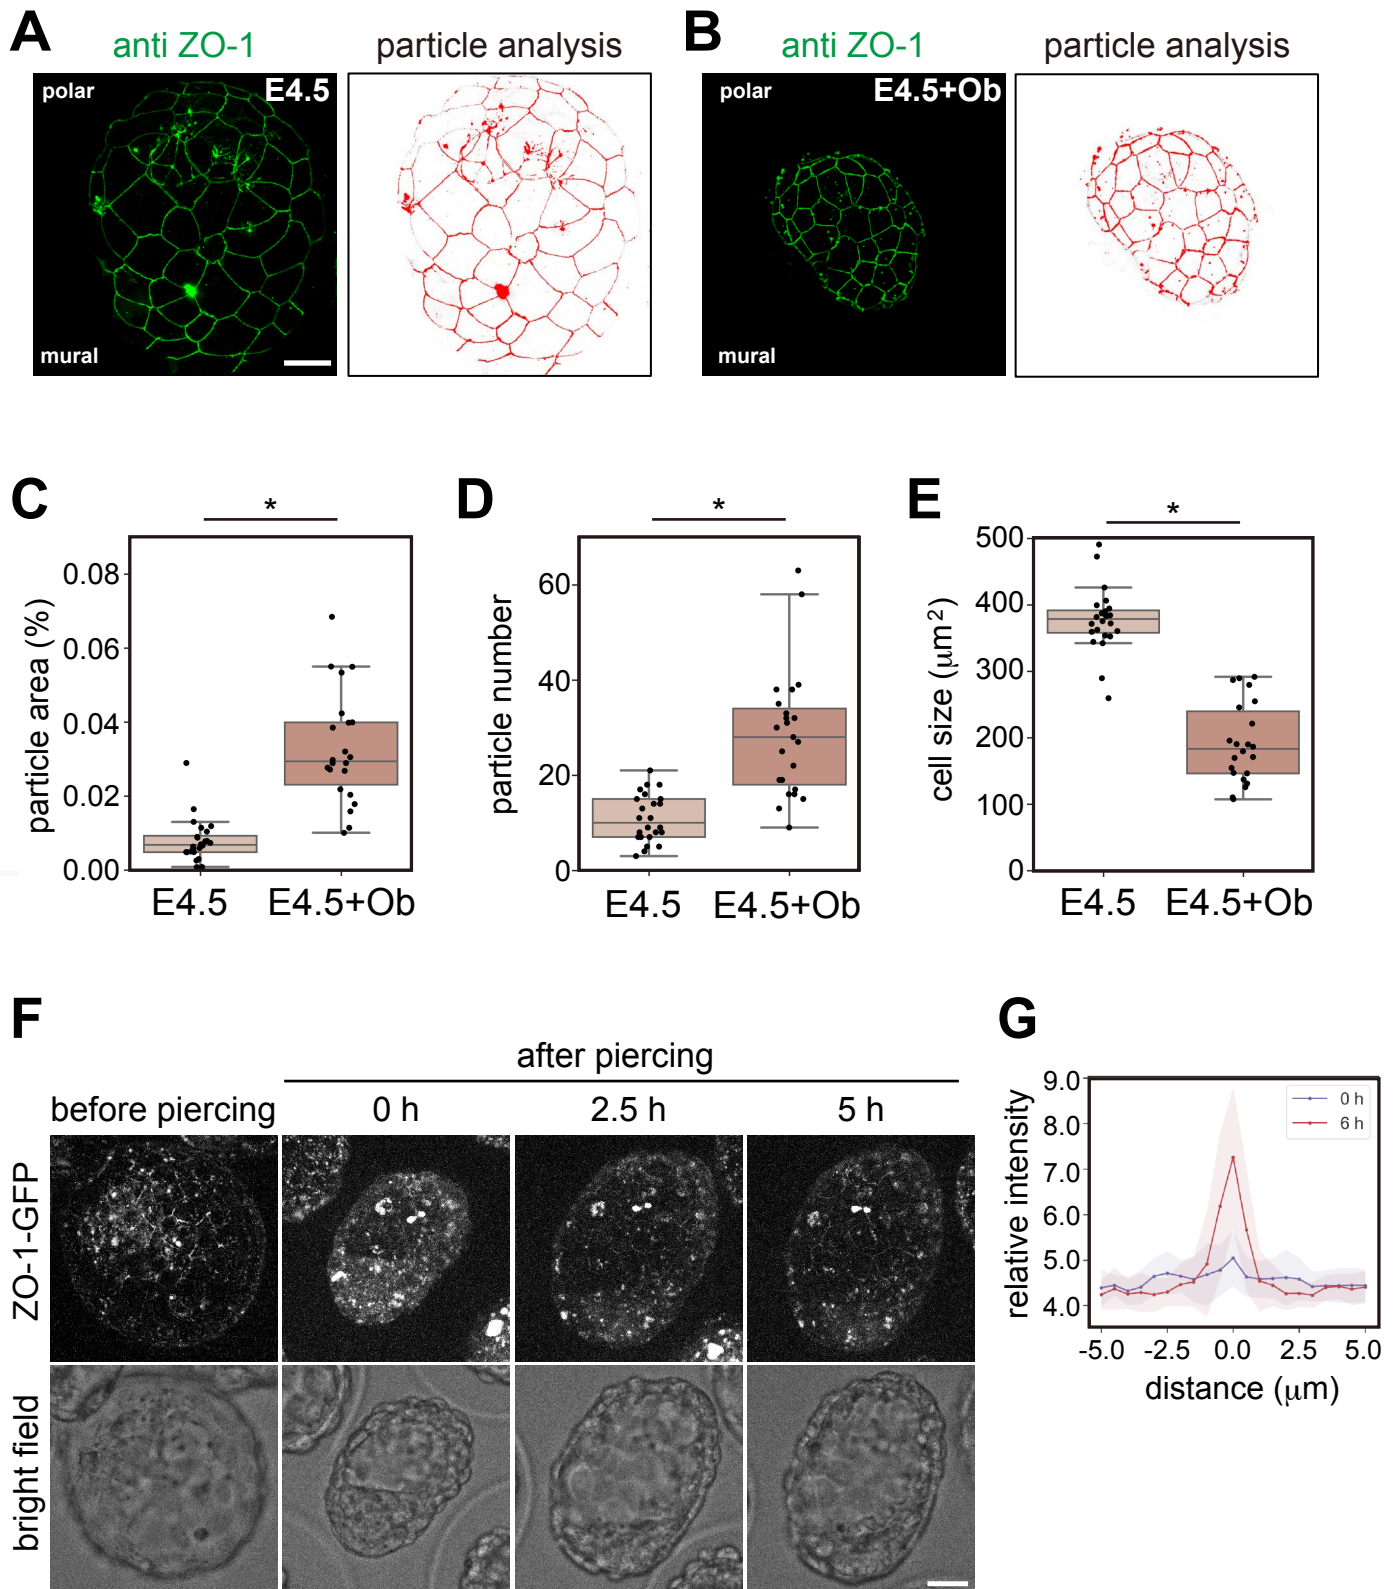 A
anti ZO-1
particle analysis
polar
E4.5
mural
B
anti ZO-1
particle analysis
polar
E4.5+Ob
mural
C
*
particle area (%)
0.08
0.06
0.04
0.02
0.00
E4.5
E4.5+Ob
D
*
particle number
60
40
20
0
E4.5
E4.5+Ob
E
*
cell size (μm²)
500
400
300
200
100
0
E4.5
E4.5+Ob
F
after piercing
before piercing
0 h
2.5 h
5 h
ZO-1-GFP
bright field
G
relative intensity
9.0
8.0
7.0
6.0
5.0
4.0
0 h
6 h
-5.0
-2.5
0.0
2.5
5.0
distance (μm)